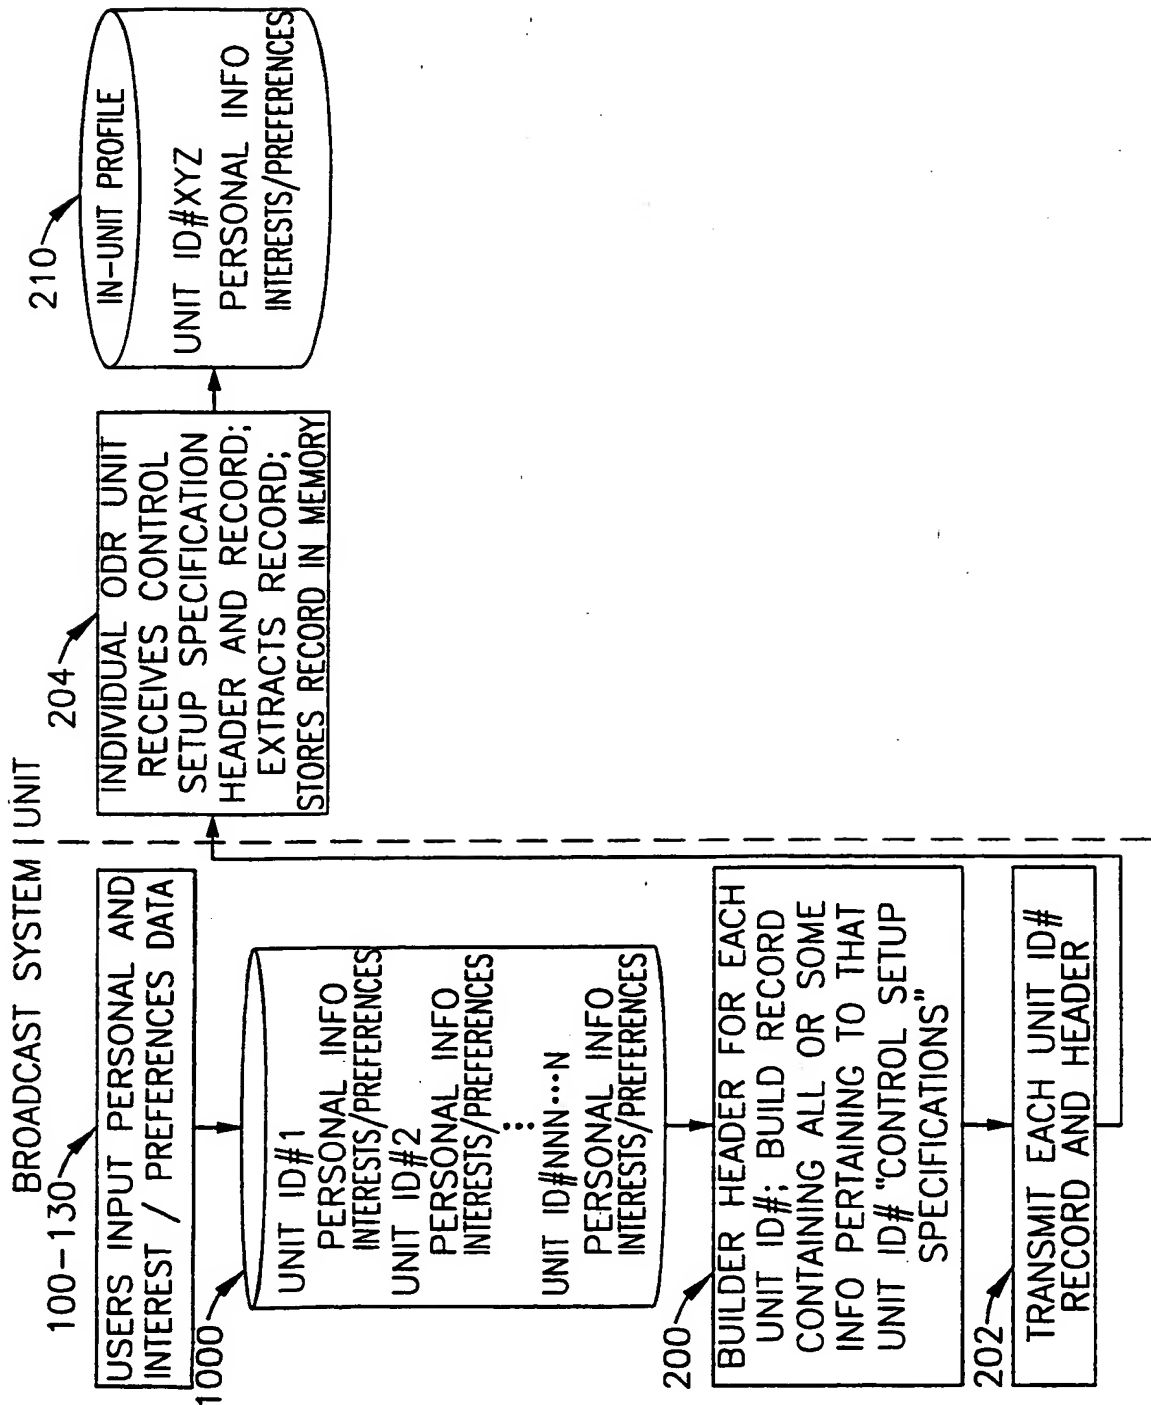 BROADCAST SYSTEM | UNIT
100-130
USERS INPUT PERSONAL AND
INTEREST / PREFERENCES DATA
1000
UNIT ID#1
PERSONAL INFO
INTERESTS/PREFERENCES
UNIT ID#2
PERSONAL INFO
INTERESTS/PREFERENCES
•••
UNIT ID#NNN•••N
PERSONAL INFO
INTERESTS/PREFERENCES
200
BUILDER HEADER FOR EACH
UNIT ID#; BUILD RECORD
CONTAINING ALL OR SOME
INFO PERTAINING TO THAT
UNIT ID# "CONTROL SETUP
SPECIFICATIONS"
202
TRANSMIT EACH UNIT ID#
RECORD AND HEADER
204
INDIVIDUAL ODR UNIT
RECEIVES CONTROL
SETUP SPECIFICATION
HEADER AND RECORD;
EXTRACTS RECORD;
STORES RECORD IN MEMORY
210
IN-UNIT PROFILE
UNIT ID#XYZ
PERSONAL INFO
INTERESTS/PREFERENCES